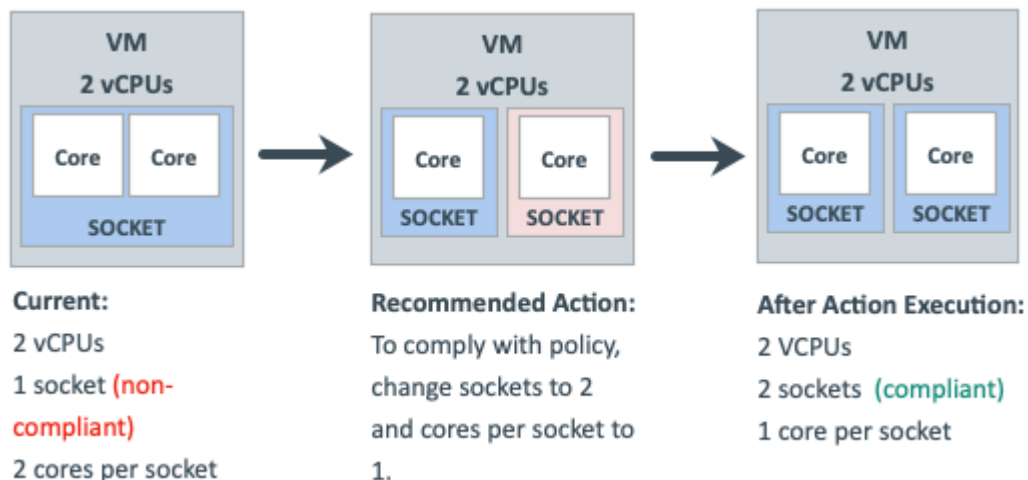 VM
2 vCPUs
Core Core
SOCKET
Current:
2 vCPUs
1 socket (non-
compliant)
2 cores per socket
VM
2 vCPUs
Core Core
SOCKET SOCKET
Recommended Action:
To comply with policy,
change sockets to 2
and cores per socket to
1.
VM
2 vCPUs
Core Core
SOCKET SOCKET
After Action Execution:
2 VCPUs
2 sockets (compliant)
1 core per socket